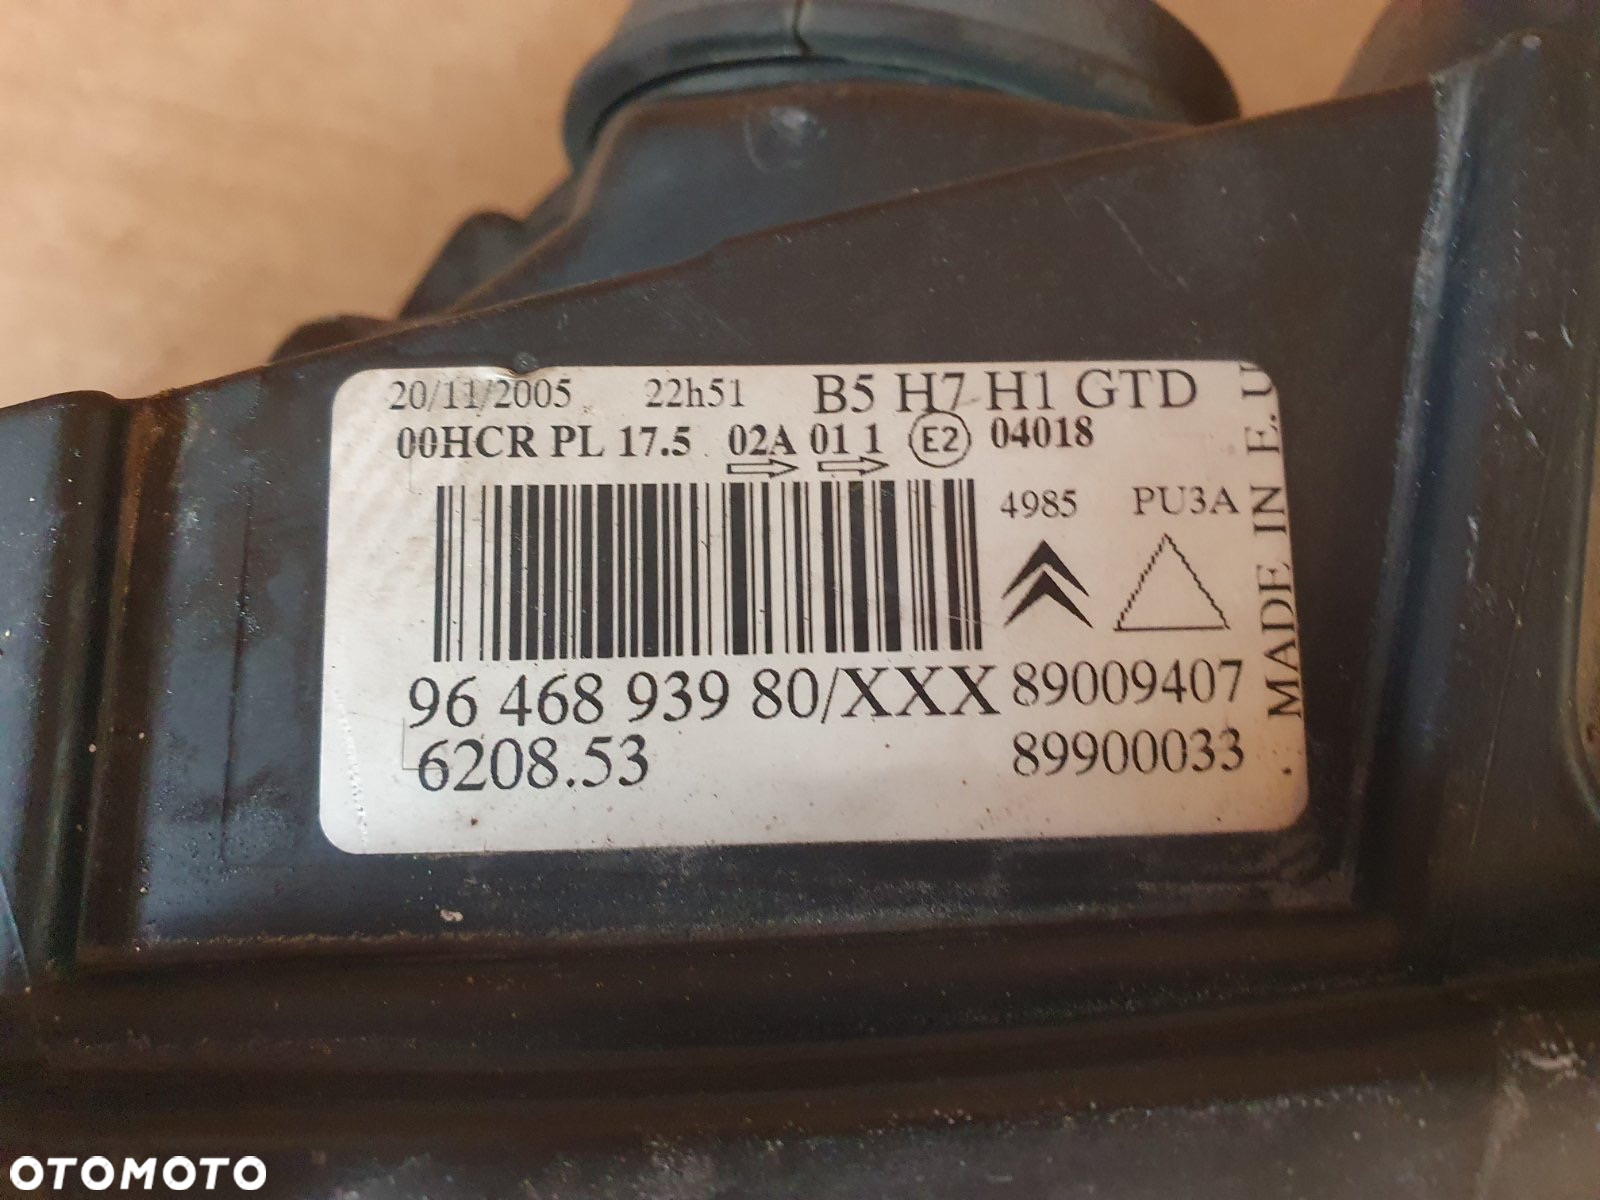 20/11/2005 22h51 B5 H7 H1 GTD
00HCR PL 17.5 02A 01 1 E2 04018
4985 PU3A
MADE IN E.U
96 468 939 80/XXX 89009407
6208.53 89900033
OTOMOTO